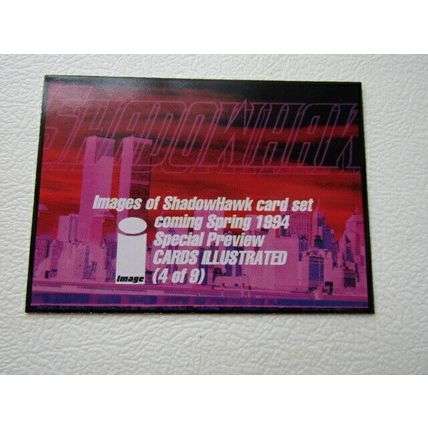 SHADOWHAWK
Images of ShadowHawk card set
coming Spring 1994
Special Preview
CARDS ILLUSTRATED
(4 of 9)
image